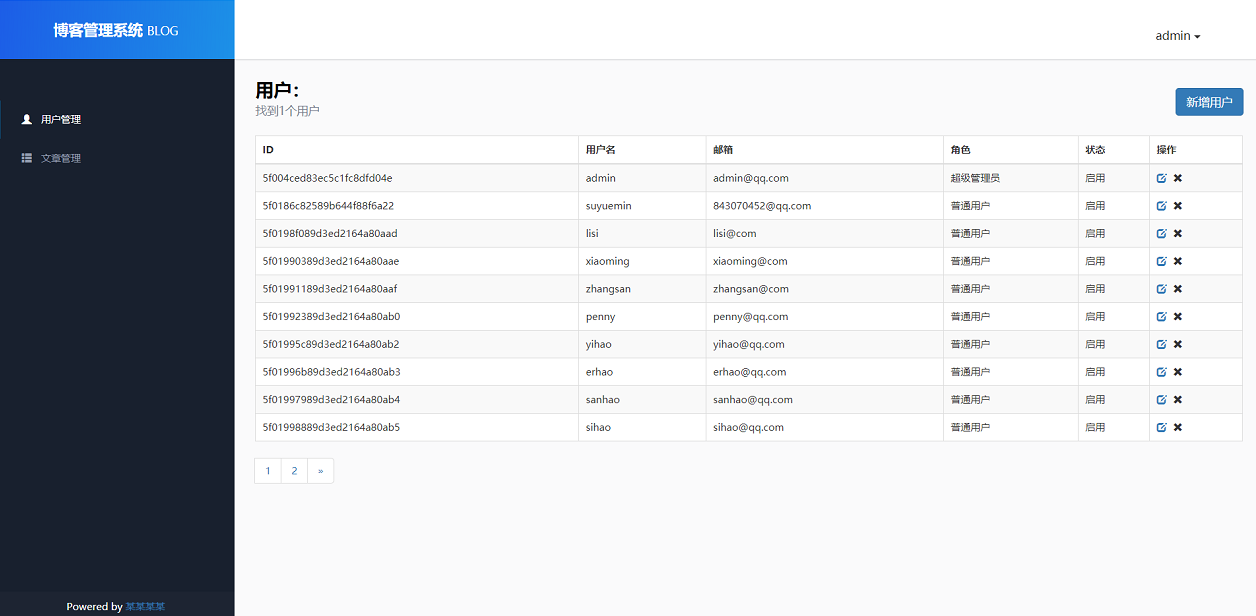 博客管理系统 BLOG
admin
用户管理
文章管理
用户：
找到1个用户
新增用户
ID 用户名 邮箱 角色 状态 操作
5f004ced83ec5c1fc8dfd04e admin admin@qq.com 超级管理员 启用
5f0186c82589b644f88f6a22 suyuemin 843070452@qq.com 普通用户 启用
5f0198f089d3ed2164a80aad lisi lisi@com 普通用户 启用
5f01990389d3ed2164a80aae xiaoming xiaoming@com 普通用户 启用
5f01991189d3ed2164a80aaf zhangsan zhangsan@com 普通用户 启用
5f01992389d3ed2164a80ab0 penny penny@qq.com 普通用户 启用
5f01995c89d3ed2164a80ab2 yihao yihao@qq.com 普通用户 启用
5f01996b89d3ed2164a80ab3 erhao erhao@qq.com 普通用户 启用
5f01997989d3ed2164a80ab4 sanhao sanhao@qq.com 普通用户 启用
5f01998889d3ed2164a80ab5 sihao sihao@qq.com 普通用户 启用
1 2 »
Powered by 某某某某